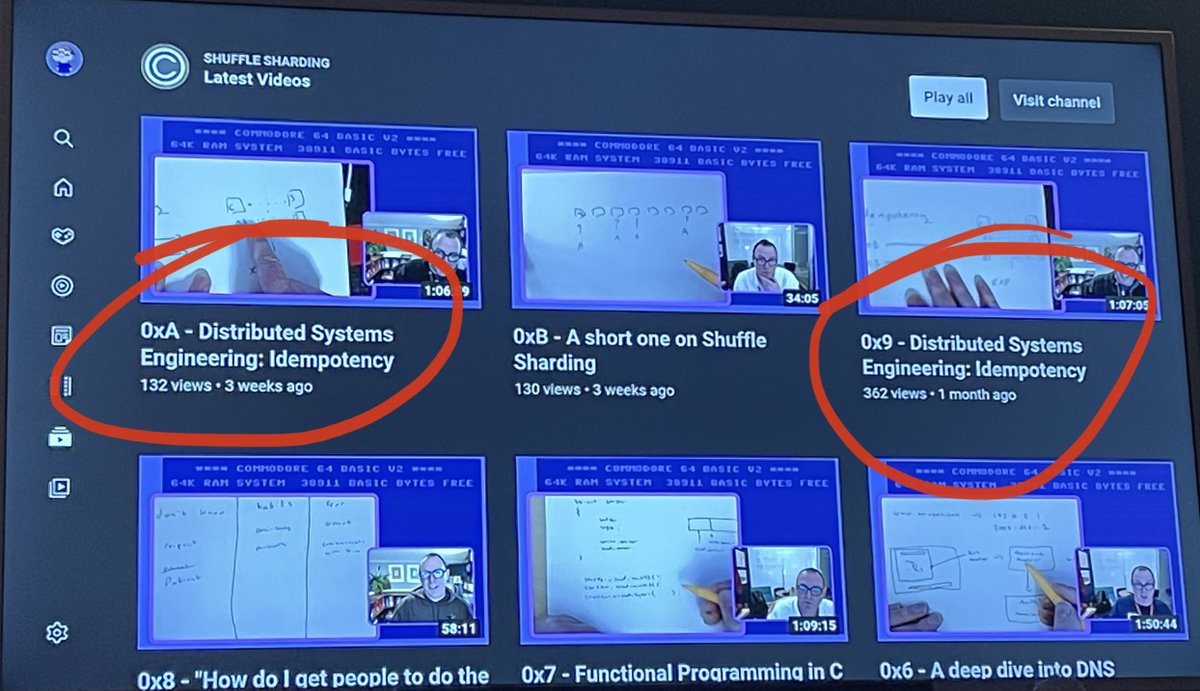 SHUFFLE SHARDING
Latest Videos
Play all
Visit channel
**** COMMODORE 64 BASIC V2 ****
64K RAM SYSTEM 38911 BASIC BYTES FREE
0xA - Distributed Systems
Engineering: Idempotency
132 views • 3 weeks ago
**** COMMODORE 64 BASIC V2 ****
64K RAM SYSTEM 38911 BASIC BYTES FREE
34:05
0xB - A short one on Shuffle
Sharding
130 views • 3 weeks ago
**** COMMODORE 64 BASIC V2 ****
64K RAM SYSTEM 38911 BASIC BYTES FREE
1:07:05
0x9 - Distributed Systems
Engineering: Idempotency
362 views • 1 month ago
**** COMMODORE 64 BASIC V2 ****
64K RAM SYSTEM 38911 BASIC BYTES FREE
don't know
habits
fear
58:11
0x8 - "How do I get people to do the
**** COMMODORE 64 BASIC V2 ****
64K RAM SYSTEM 38911 BASIC BYTES FREE
1:09:15
0x7 - Functional Programming in C
**** COMMODORE 64 BASIC V2 ****
64K RAM SYSTEM 38911 BASIC BYTES FREE
1:50:44
0x6 - A deep dive into DNS